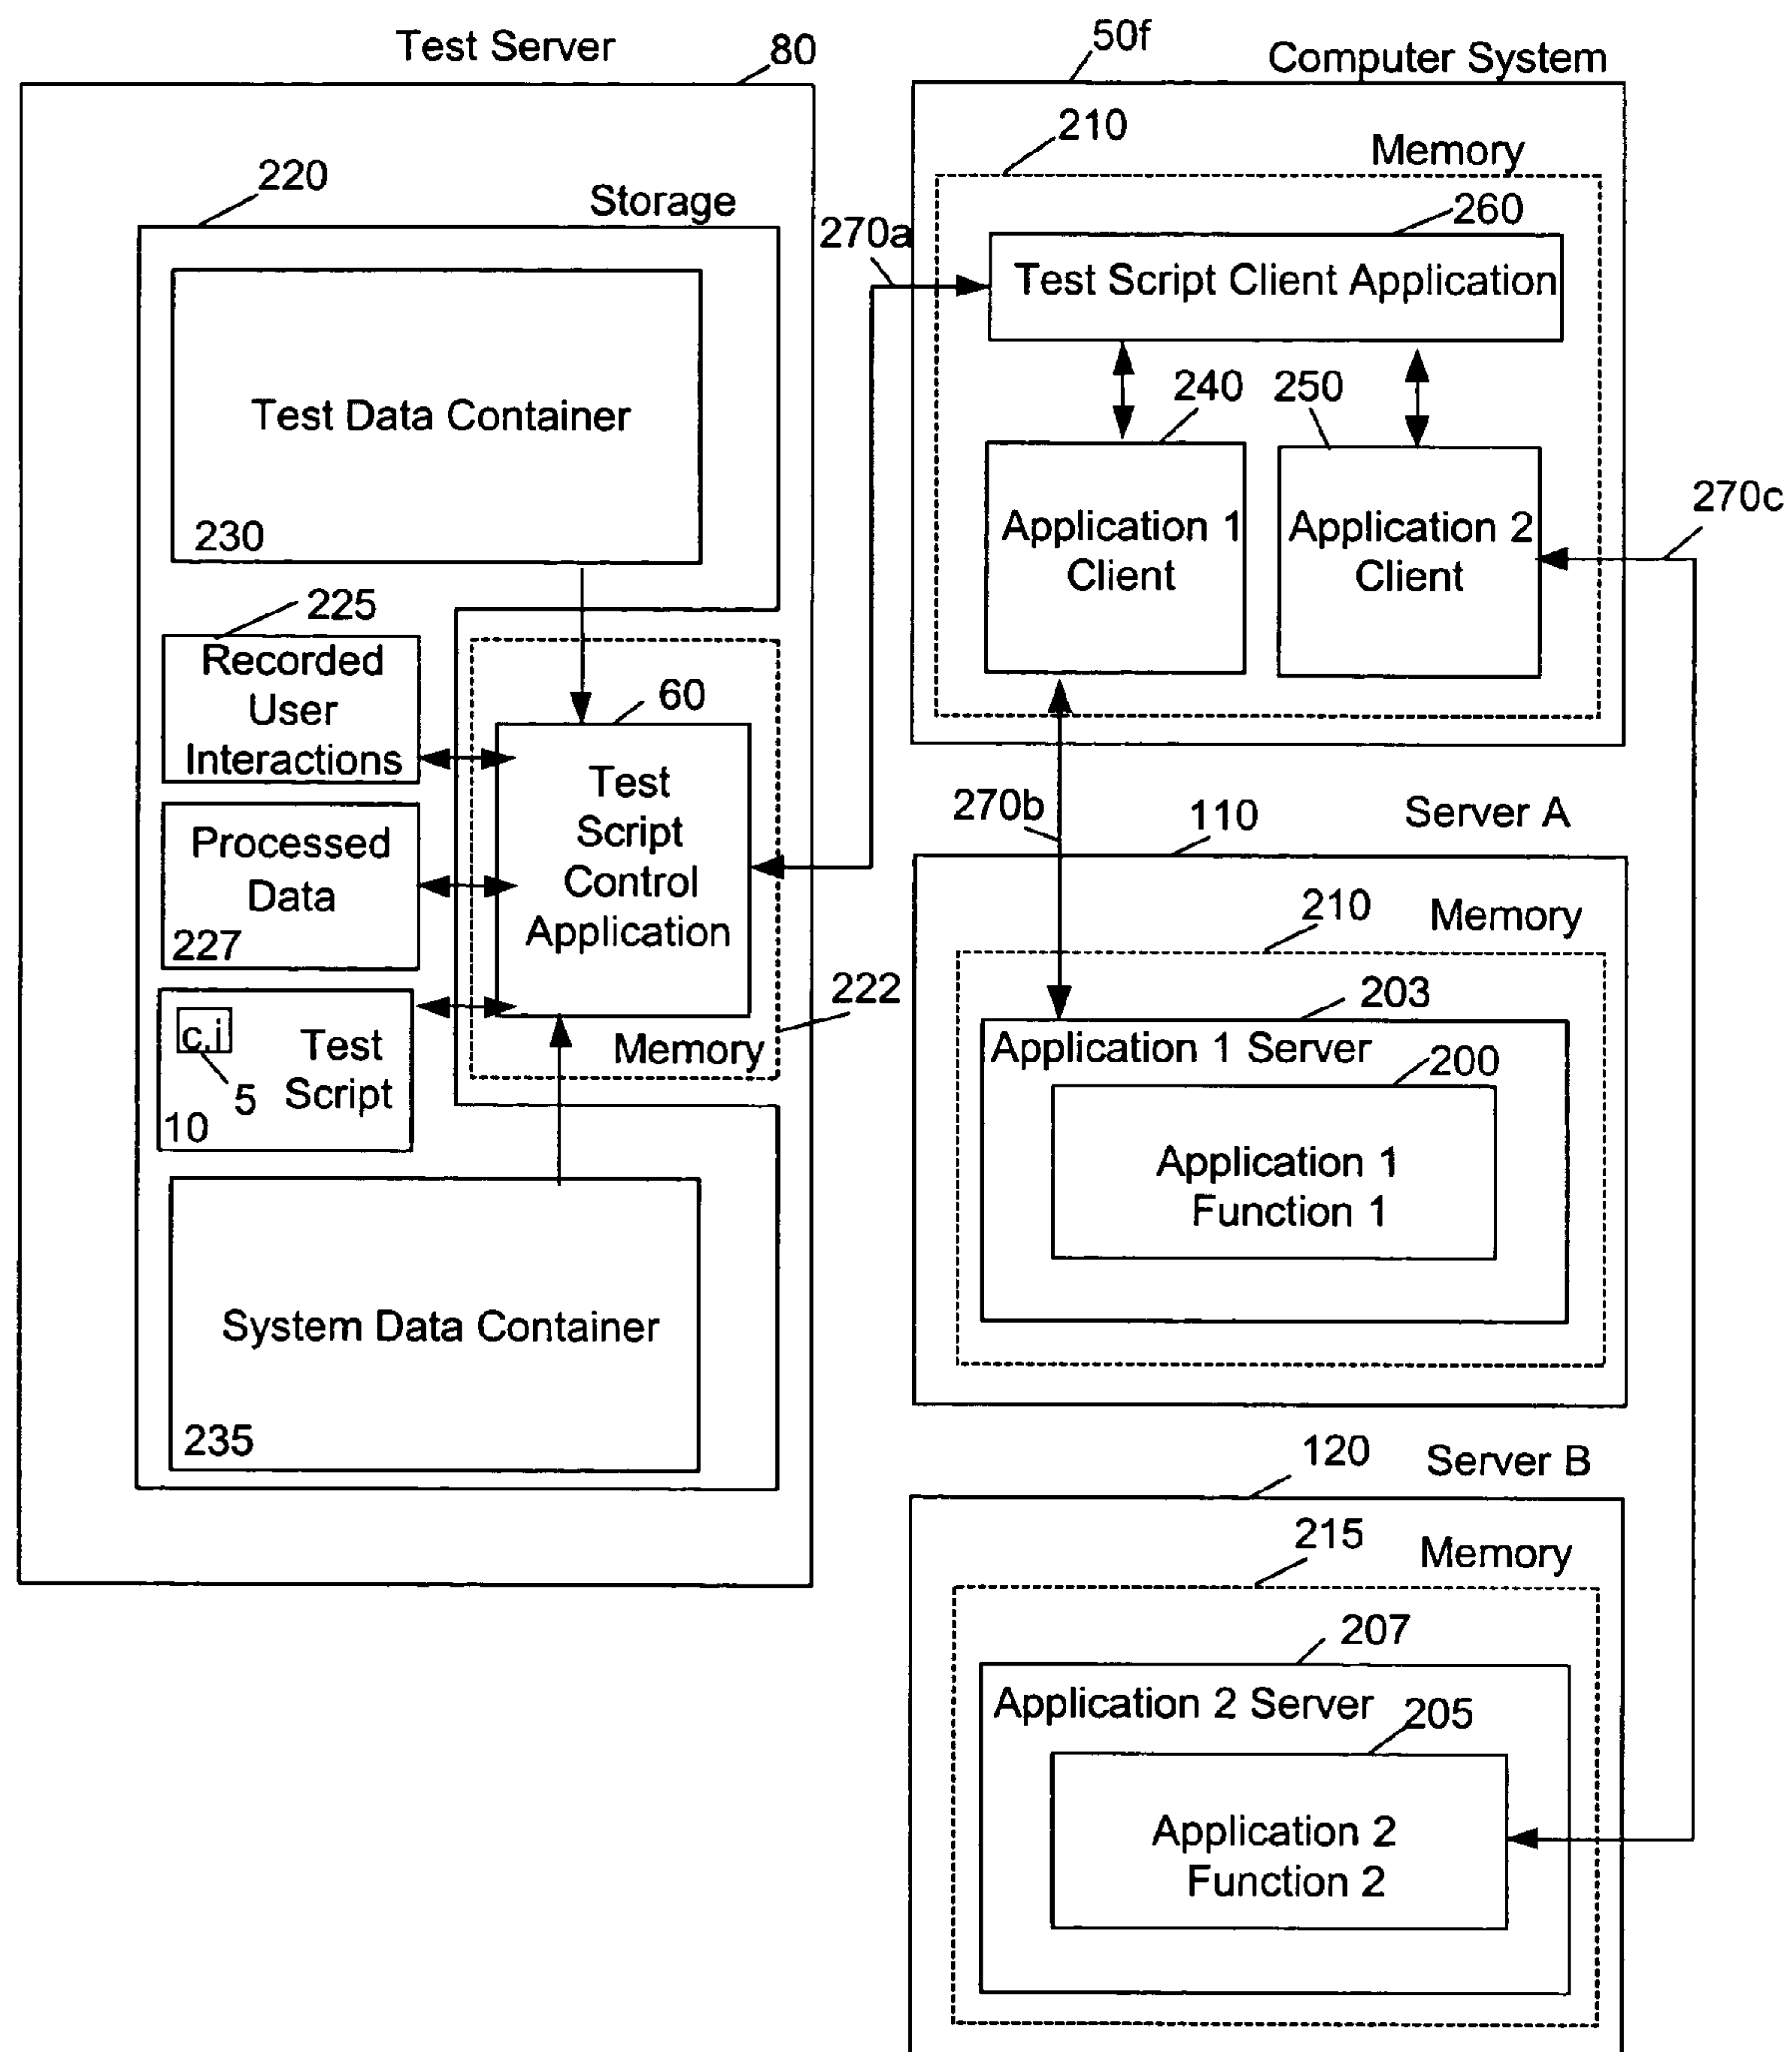 Test Server
80
220
Storage
Test Data Container
230
225
Recorded
User
Interactions
Processed
Data
227
c,i
5
Test
Script
10
60
Test
Script
Control
Application
Memory
222
System Data Container
235
50f
Computer System
210
Memory
260
270a
Test Script Client Application
240
250
Application 1
Client
Application 2
Client
270c
270b
110
Server A
210
Memory
203
Application 1 Server
200
Application 1
Function 1
120
Server B
215
Memory
207
Application 2 Server
205
Application 2
Function 2